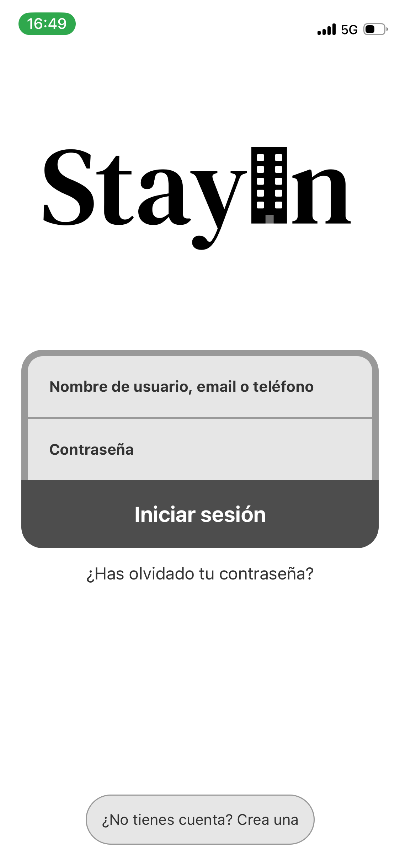 16:49
5G
StayIn
Nombre de usuario, email o teléfono
Contraseña
Iniciar sesión
¿Has olvidado tu contraseña?
¿No tienes cuenta? Crea una